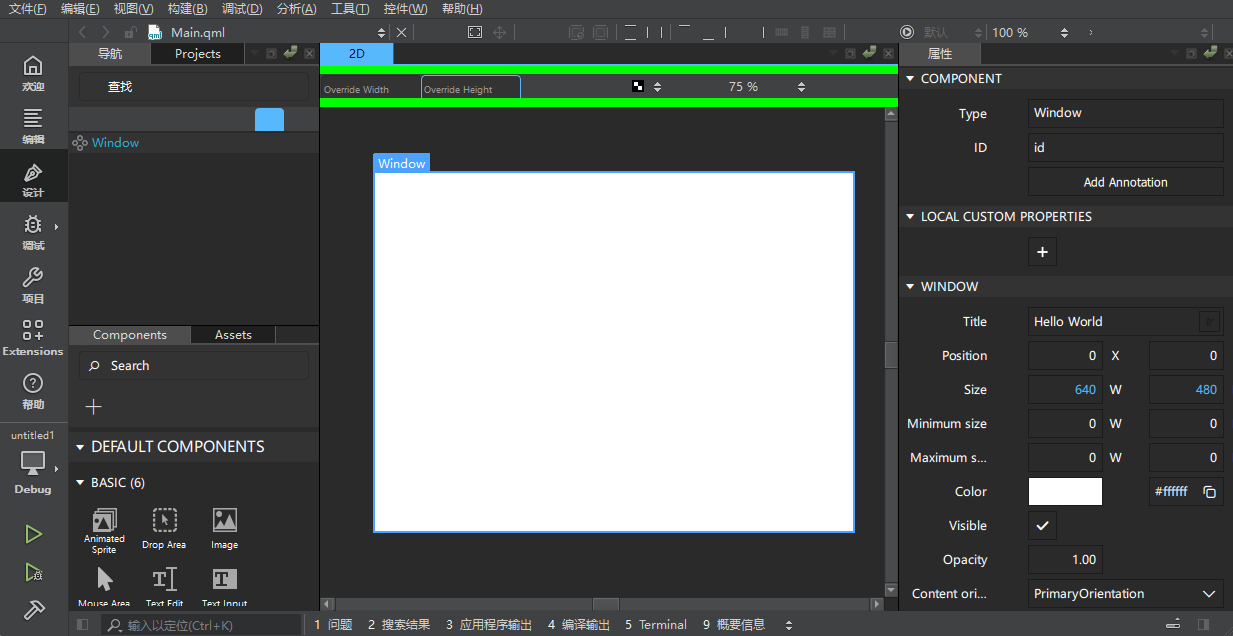 文件(F) 编辑(E) 视图(V) 构建(B) 调试(D) 分析(A) 工具(T) 控件(W) 帮助(H)
Main.qml 默认 100 %
导航 Projects 2D 属性
欢迎
编辑
设计
调试
项目
Extensions
帮助
untitled1
Debug
查找
Window
Components Assets
Search
DEFAULT COMPONENTS
BASIC (6)
Animated Sprite
Drop Area
Image
Mouse Area
Text Edit
Text Input
Override Width Override Height 75 %
Window
COMPONENT
Type Window
ID id
Add Annotation
LOCAL CUSTOM PROPERTIES
WINDOW
Title Hello World
Position 0 X 0
Size 640 W 480
Minimum size 0 W 0
Maximum s... 0 W 0
Color #ffffff
Visible
Opacity 1.00
Content ori... PrimaryOrientation
输入以定位(Ctrl+K) 1 问题 2 搜索结果 3 应用程序输出 4 编译输出 5 Terminal 9 概要信息